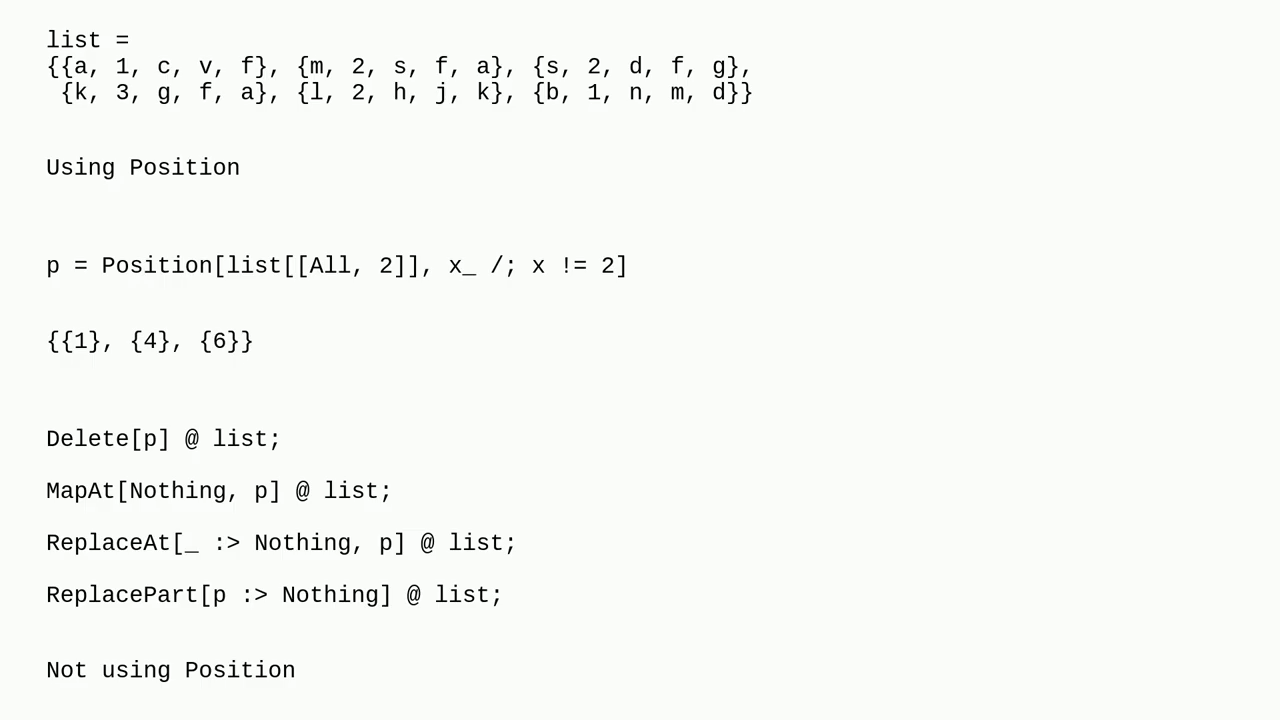 list =
{{a, 1, c, v, f}, {m, 2, s, f, a}, {s, 2, d, f, g},
 {k, 3, g, f, a}, {l, 2, h, j, k}, {b, 1, n, m, d}}
Using Position
p = Position[list[[All, 2]], x_ /; x != 2]
{{1}, {4}, {6}}
Delete[p] @ list;
MapAt[Nothing, p] @ list;
ReplaceAt[_ :> Nothing, p] @ list;
ReplacePart[p :> Nothing] @ list;
Not using Position